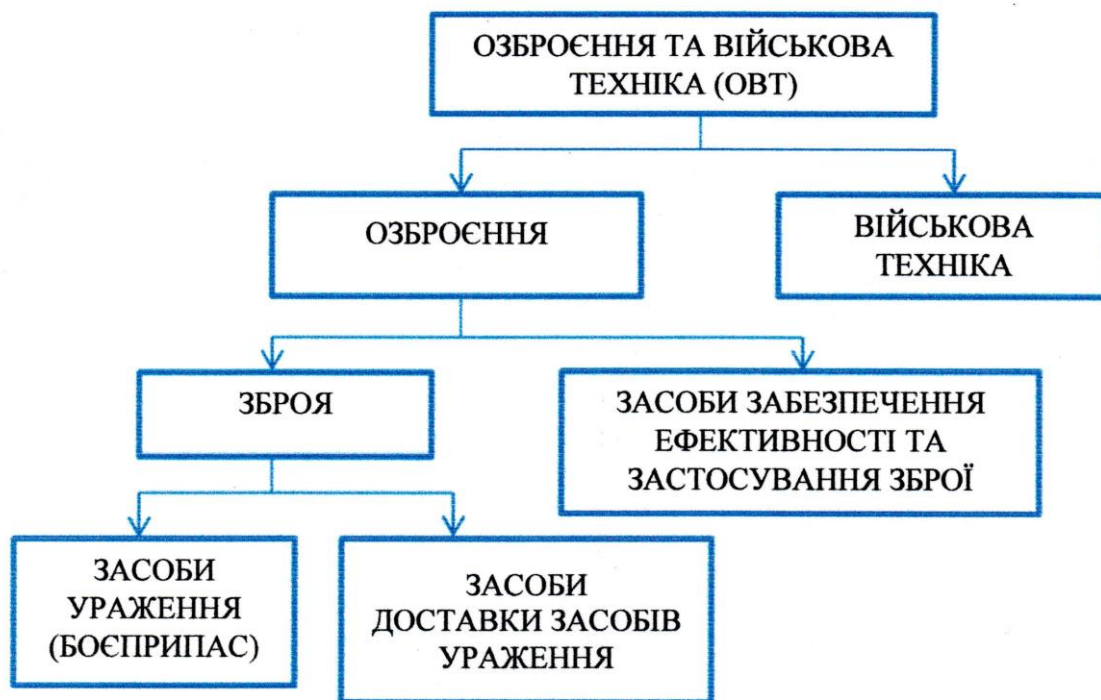 ОЗБРОЄННЯ ТА ВІЙСЬКОВА
ТЕХНІКА (ОВТ)
ОЗБРОЄННЯ
ВІЙСЬКОВА
ТЕХНІКА
ЗБРОЯ
ЗАСОБИ ЗАБЕЗПЕЧЕННЯ
ЕФЕКТИВНОСТІ ТА
ЗАСТОСУВАННЯ ЗБРОЇ
ЗАСОБИ
УРАЖЕННЯ
(БОЄПРИПАС)
ЗАСОБИ
ДОСТАВКИ ЗАСОБІВ
УРАЖЕННЯ